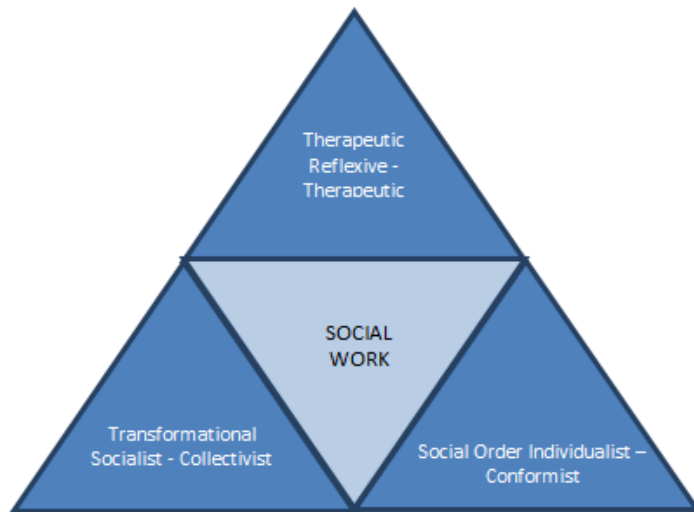 Therapeutic
Reflexive -
Therapeutic
SOCIAL
WORK
Transformational
Socialist - Collectivist
Social Order Individualist –
Conformist